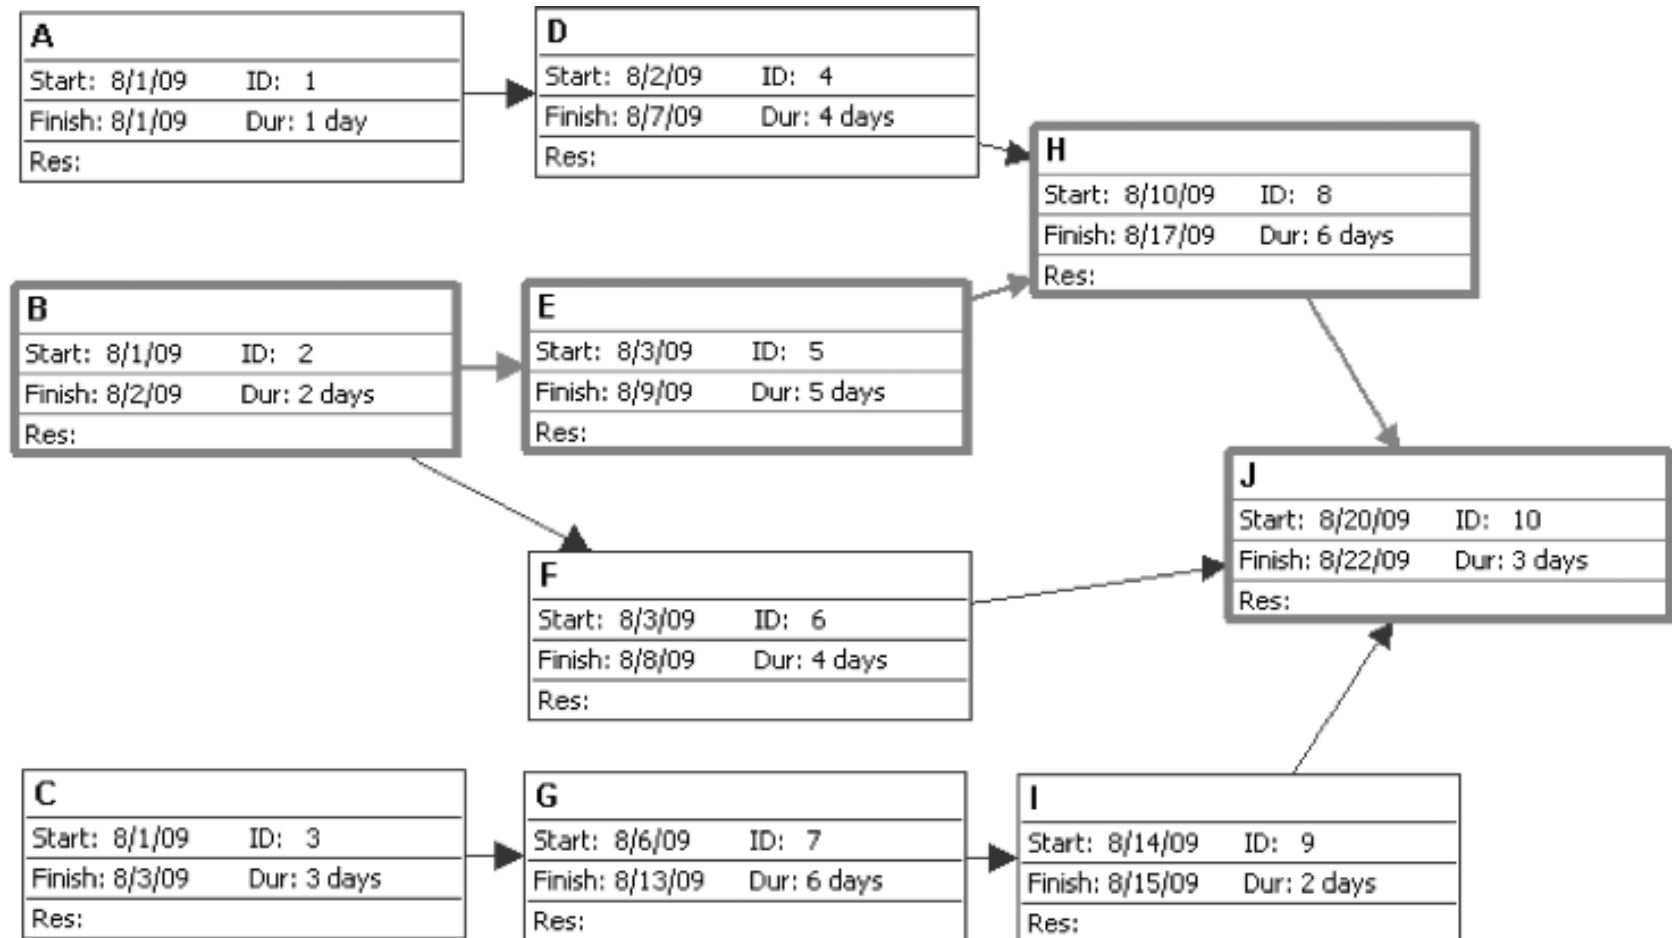 A
Start: 8/1/09 ID: 1
Finish: 8/1/09 Dur: 1 day
Res:
D
Start: 8/2/09 ID: 4
Finish: 8/7/09 Dur: 4 days
Res:
H
Start: 8/10/09 ID: 8
Finish: 8/17/09 Dur: 6 days
Res:
B
Start: 8/1/09 ID: 2
Finish: 8/2/09 Dur: 2 days
Res:
E
Start: 8/3/09 ID: 5
Finish: 8/9/09 Dur: 5 days
Res:
J
Start: 8/20/09 ID: 10
Finish: 8/22/09 Dur: 3 days
Res:
F
Start: 8/3/09 ID: 6
Finish: 8/8/09 Dur: 4 days
Res:
C
Start: 8/1/09 ID: 3
Finish: 8/3/09 Dur: 3 days
Res:
G
Start: 8/6/09 ID: 7
Finish: 8/13/09 Dur: 6 days
Res:
I
Start: 8/14/09 ID: 9
Finish: 8/15/09 Dur: 2 days
Res: